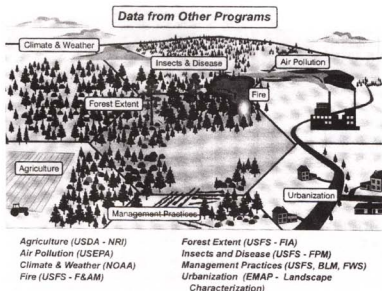 Data from Other Programs
Climate & Weather
Air Pollution
Insects & Disease
Fire
Forest Extent
Agriculture
Urbanization
Management Practices
Agriculture (USDA - NRI)
Air Pollution (USEPA)
Climate & Weather (NOAA)
Fire (USFS - F&AM)
Forest Extent (USFS - FIA)
Insects and Disease (USFS - FPM)
Management Practices (USFS, BLM, FWS)
Urbanization (EMAP - Landscape
Characterization)